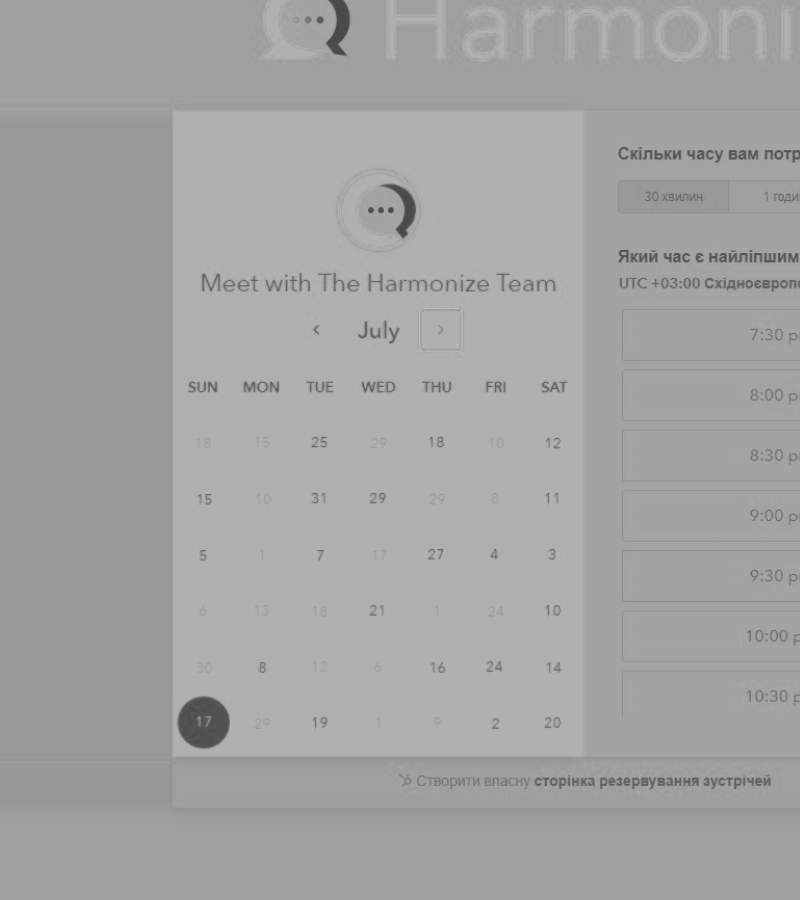 Harmoni
Meet with The Harmonize Team
July
SUN MON TUE WED THU FRI SAT
18 15 25 29 18 10 12
15 10 31 29 29 8 11
5 1 7 17 27 4 3
6 13 18 21 1 24 10
30 8 12 6 16 24 14
17 29 19 1 9 2 20
Скільки часу вам потр
30 хвилин 1 годи
Який час є найліпшим
UTC +03:00 Східноєвропе
7:30 p
8:00 p
8:30 p
9:00 p
9:30 p
10:00 p
10:30 p
Створити власну сторінка резервування зустрічей